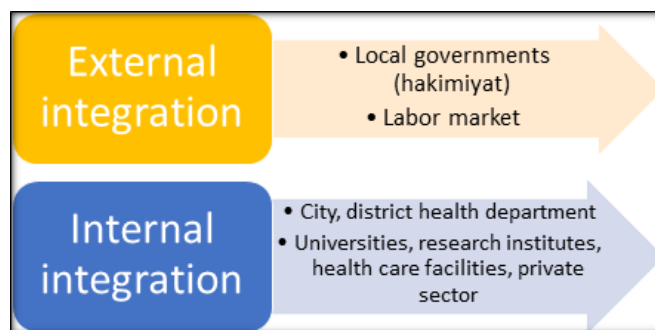 External
integration
• Local governments
(hakimiyat)
• Labor market
Internal
integration
• City, district health department
• Universities, research institutes,
health care facilities, private
sector